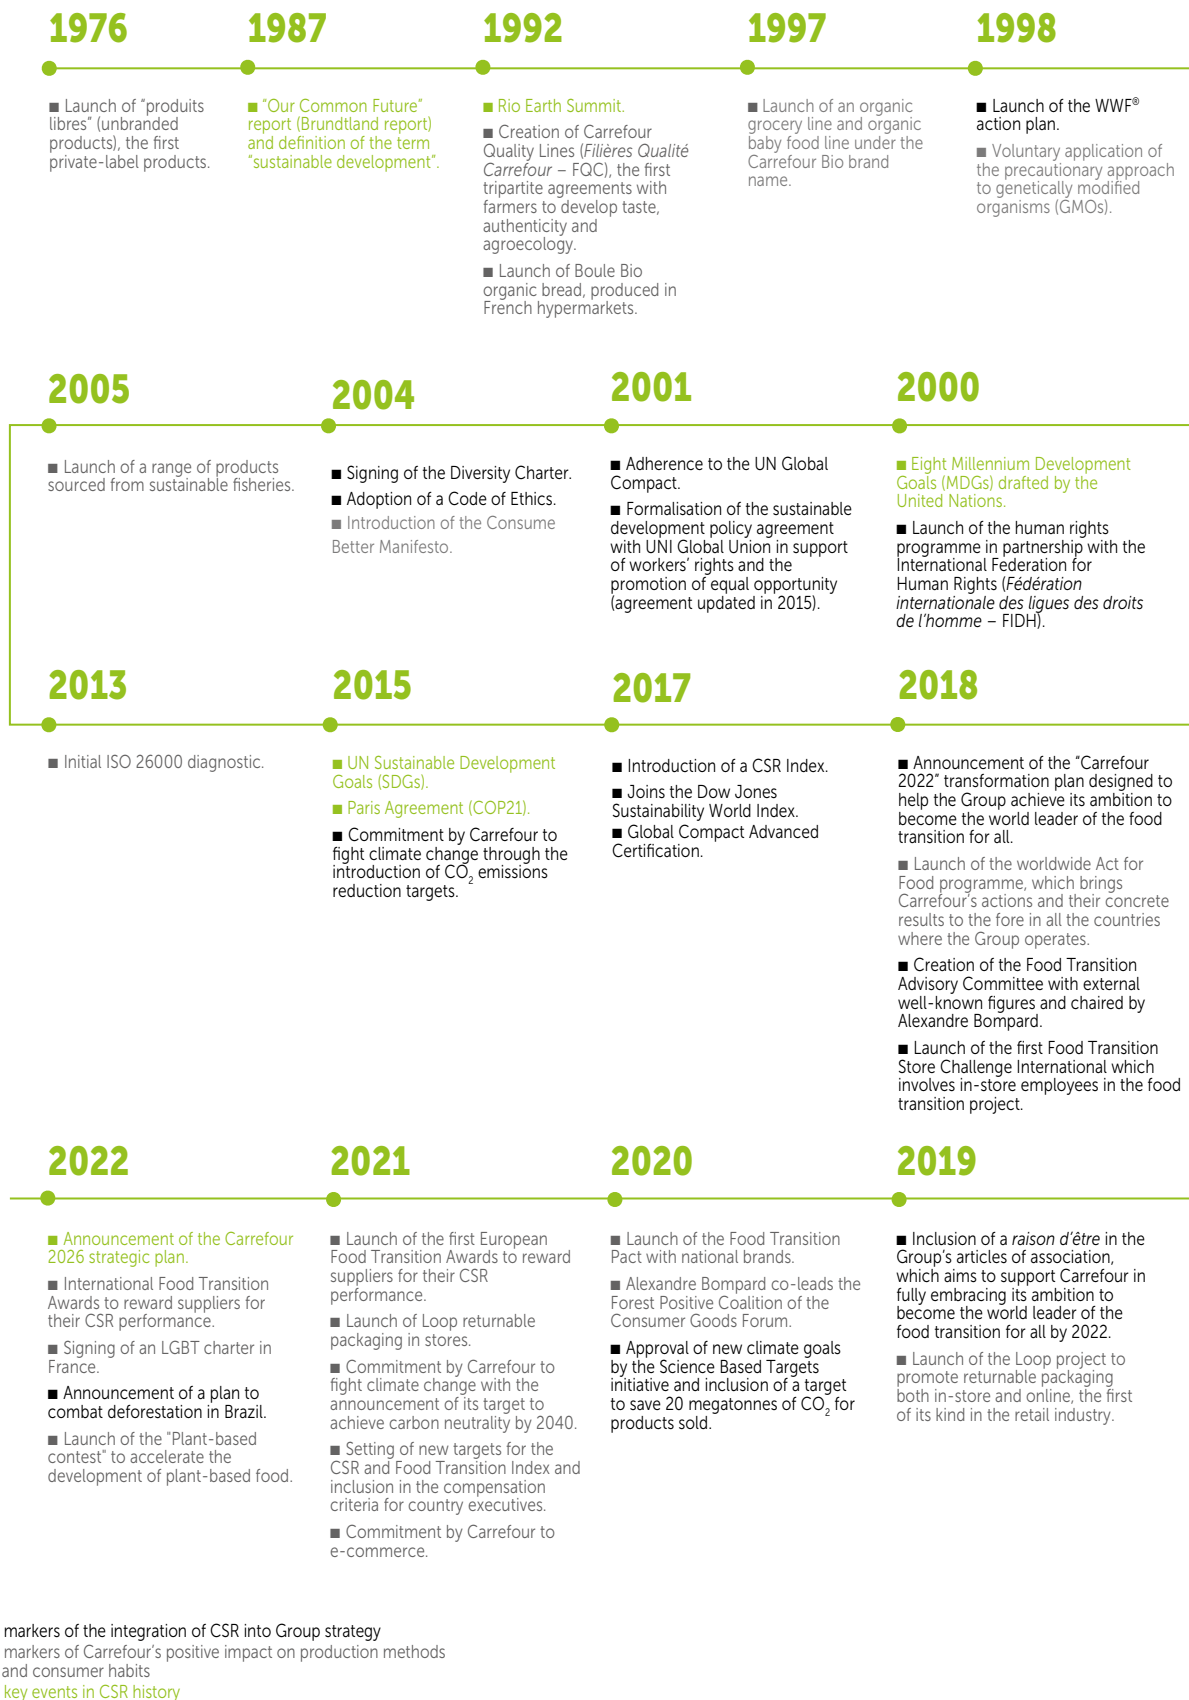 1976
■ Launch of “produits
libres” (unbranded
products), the first
private-label products.
1987
■ “Our Common Future”
report (Brundtland report)
and definition of the term
“sustainable development”.
1992
■ Rio Earth Summit.
■ Creation of Carrefour
Quality Lines (Filières Qualité
Carrefour – FQC), the first
tripartite agreements with
farmers to develop taste,
authenticity and
agroecology.
■ Launch of Boule Bio
organic bread, produced in
French hypermarkets.
1997
■ Launch of an organic
grocery line and organic
baby food line under the
Carrefour Bio brand
name.
1998
■ Launch of the WWF®
action plan.
■ Voluntary application of
the precautionary approach
to genetically modified
organisms (GMOs).
2005
■ Launch of a range of products
sourced from sustainable fisheries.
2004
■ Signing of the Diversity Charter.
■ Adoption of a Code of Ethics.
■ Introduction of the Consume
Better Manifesto.
2001
■ Adherence to the UN Global
Compact.
■ Formalisation of the sustainable
development policy agreement
with UNI Global Union in support
of workers’ rights and the
promotion of equal opportunity
(agreement updated in 2015).
2000
■ Eight Millennium Development
Goals (MDGs) drafted by the
United Nations.
■ Launch of the human rights
programme in partnership with the
International Federation for
Human Rights (Fédération
internationale des ligues des droits
de l’homme – FIDH).
2013
■ Initial ISO 26000 diagnostic.
2015
■ UN Sustainable Development
Goals (SDGs).
■ Paris Agreement (COP21).
■ Commitment by Carrefour to
fight climate change through the
introduction of CO2 emissions
reduction targets.
2017
■ Introduction of a CSR Index.
■ Joins the Dow Jones
Sustainability World Index.
■ Global Compact Advanced
Certification.
2018
■ Announcement of the “Carrefour
2022” transformation plan designed to
help the Group achieve its ambition to
become the world leader of the food
transition for all.
■ Launch of the worldwide Act for
Food programme, which brings
Carrefour’s actions and their concrete
results to the fore in all the countries
where the Group operates.
■ Creation of the Food Transition
Advisory Committee with external
well-known figures and chaired by
Alexandre Bompard.
■ Launch of the first Food Transition
Store Challenge International which
involves in-store employees in the food
transition project.
2022
■ Announcement of the Carrefour
2026 strategic plan.
■ International Food Transition
Awards to reward suppliers for
their CSR performance.
■ Signing of an LGBT charter in
France.
■ Announcement of a plan to
combat deforestation in Brazil.
■ Launch of the "Plant-based
contest" to accelerate the
development of plant-based food.
2021
■ Launch of the first European
Food Transition Awards to reward
suppliers for their CSR
performance.
■ Launch of Loop returnable
packaging in stores.
■ Commitment by Carrefour to
fight climate change with the
announcement of its target to
achieve carbon neutrality by 2040.
■ Setting of new targets for the
CSR and Food Transition Index and
inclusion in the compensation
criteria for country executives.
■ Commitment by Carrefour to
e-commerce.
2020
■ Launch of the Food Transition
Pact with national brands.
■ Alexandre Bompard co-leads the
Forest Positive Coalition of the
Consumer Goods Forum.
■ Approval of new climate goals
by the Science Based Targets
initiative and inclusion of a target
to save 20 megatonnes of CO2 for
products sold.
2019
■ Inclusion of a raison d’être in the
Group’s articles of association,
which aims to support Carrefour in
fully embracing its ambition to
become the world leader of the
food transition for all by 2022.
■ Launch of the Loop project to
promote returnable packaging
both in-store and online, the first
of its kind in the retail industry.
markers of the integration of CSR into Group strategy
markers of Carrefour’s positive impact on production methods
and consumer habits
key events in CSR history